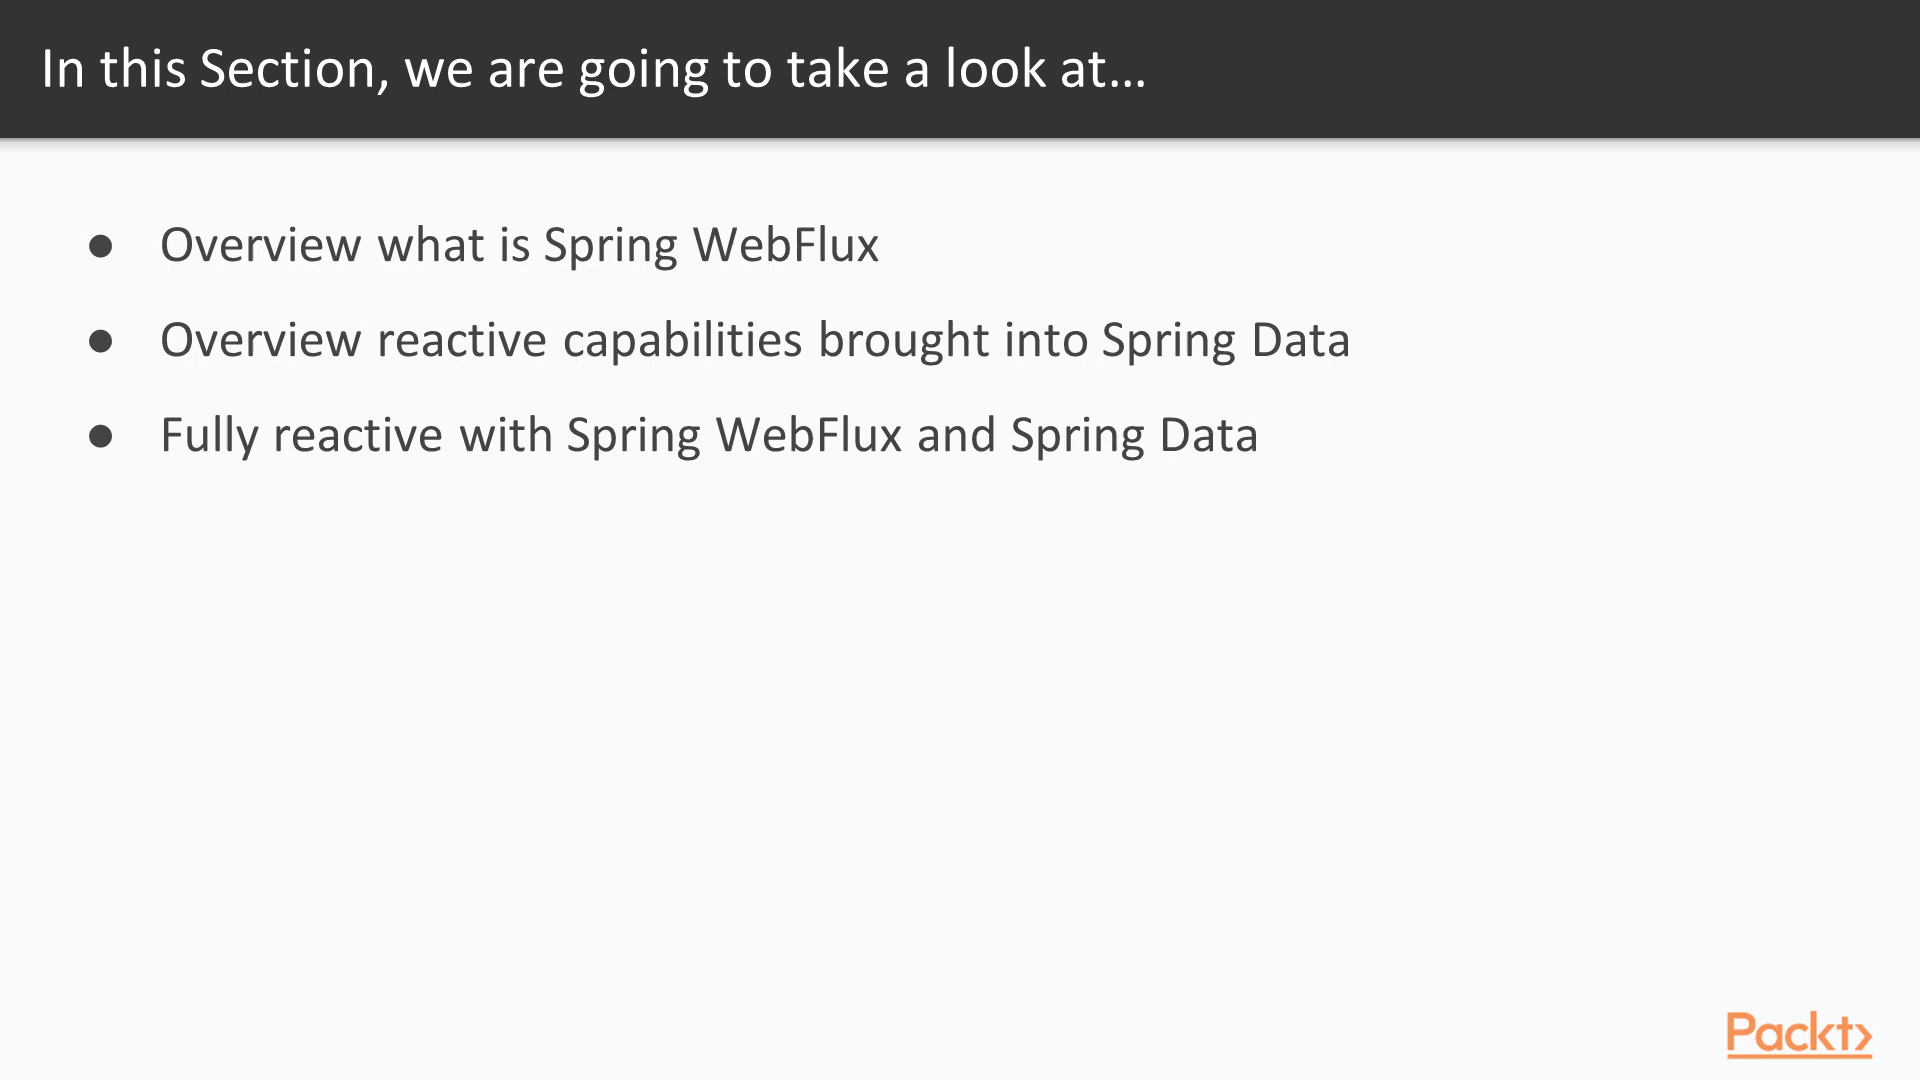 In this Section, we are going to take a look at...
● Overview what is Spring WebFlux
● Overview reactive capabilities brought into Spring Data
● Fully reactive with Spring WebFlux and Spring Data
Packt>